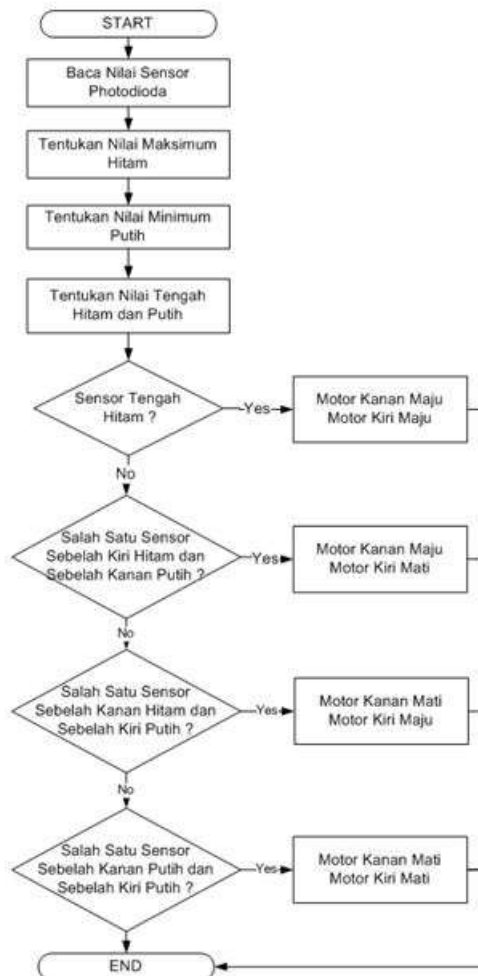 START
Baca Nilai Sensor
Photodioda
Tentukan Nilai Maksimum
Hitam
Tentukan Nilai Minimum
Putih
Tentukan Nilai Tengah
Hitam dan Putih
Sensor Tengah
Hitam ?
Yes
Motor Kanan Maju
Motor Kiri Maju
No
Salah Satu Sensor
Sebelah Kiri Hitam dan
Sebelah Kanan Putih ?
Yes
Motor Kanan Maju
Motor Kiri Mati
No
Salah Satu Sensor
Sebelah Kanan Hitam dan
Sebelah Kiri Putih ?
Yes
Motor Kanan Mati
Motor Kiri Maju
No
Salah Satu Sensor
Sebelah Kanan Putih dan
Sebelah Kiri Putih ?
Yes
Motor Kanan Mati
Motor Kiri Mati
END